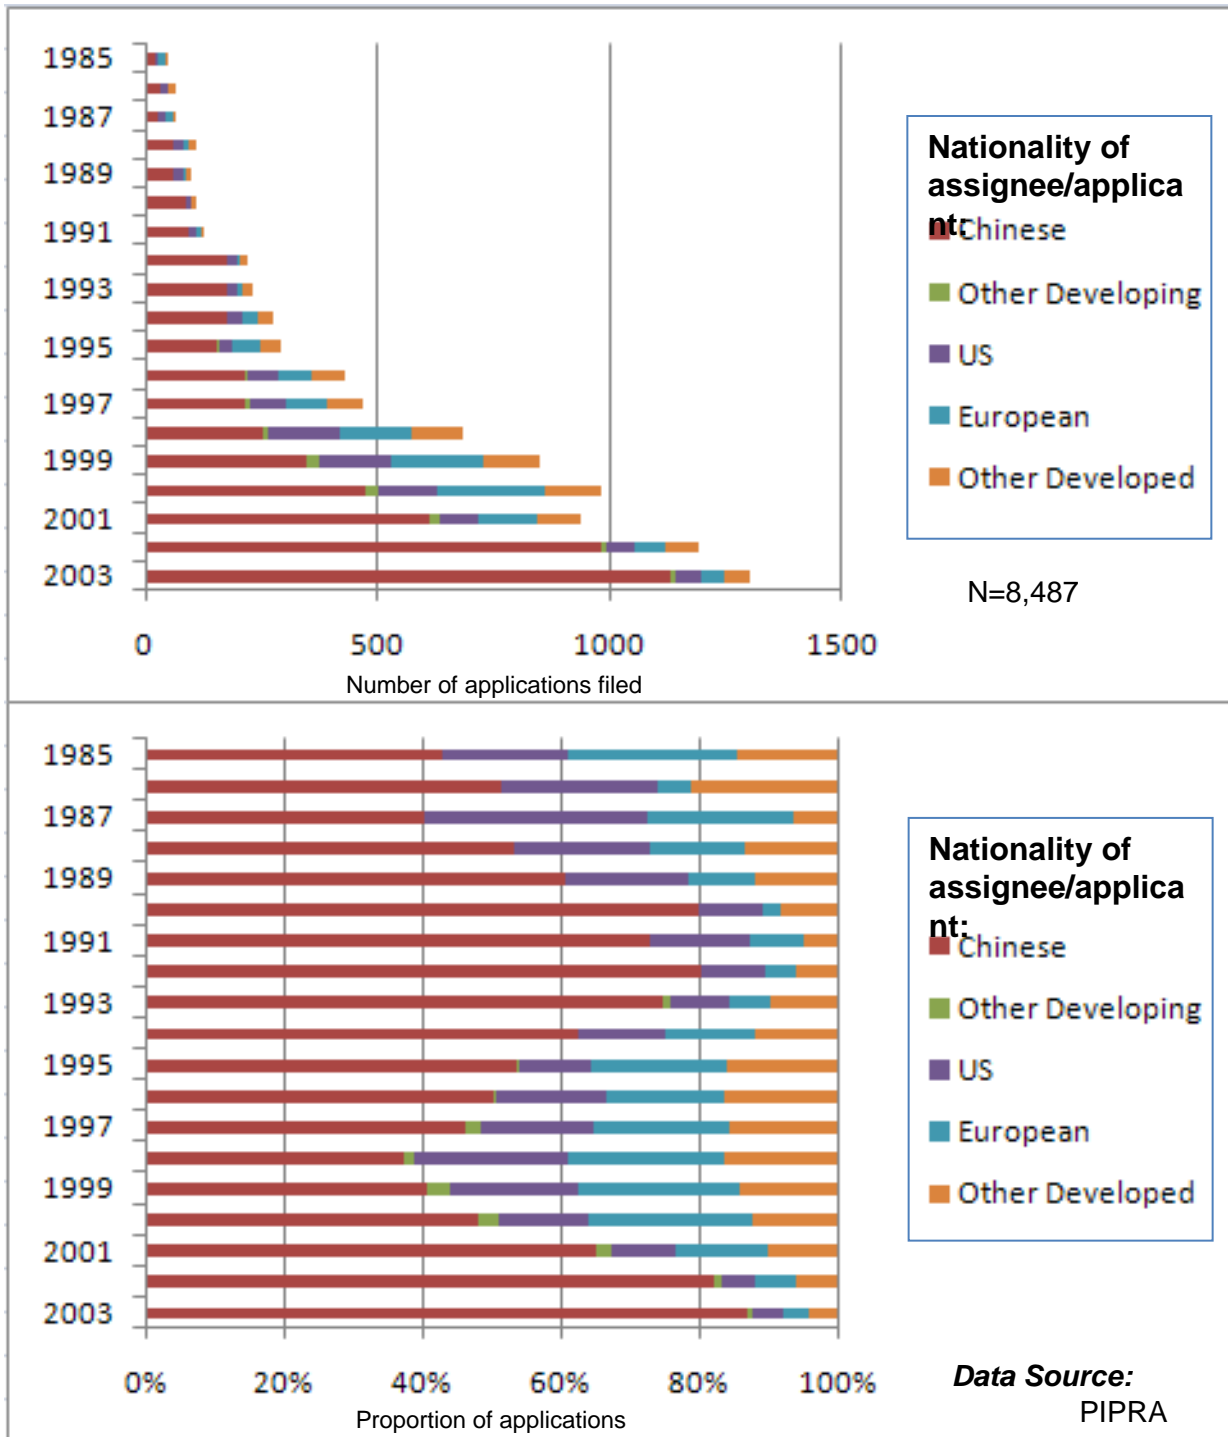 1985
1987
1989
1991
1993
1995
1997
1999
2001
2003
0 500 1000 1500
Number of applications filed
Nationality of
assignee/applica
nt:
Chinese
Other Developing
US
European
Other Developed
N=8,487
1985
1987
1989
1991
1993
1995
1997
1999
2001
2003
0% 20% 40% 60% 80% 100%
Proportion of applications
Nationality of
assignee/applica
nt:
Chinese
Other Developing
US
European
Other Developed
Data Source:
PIPRA